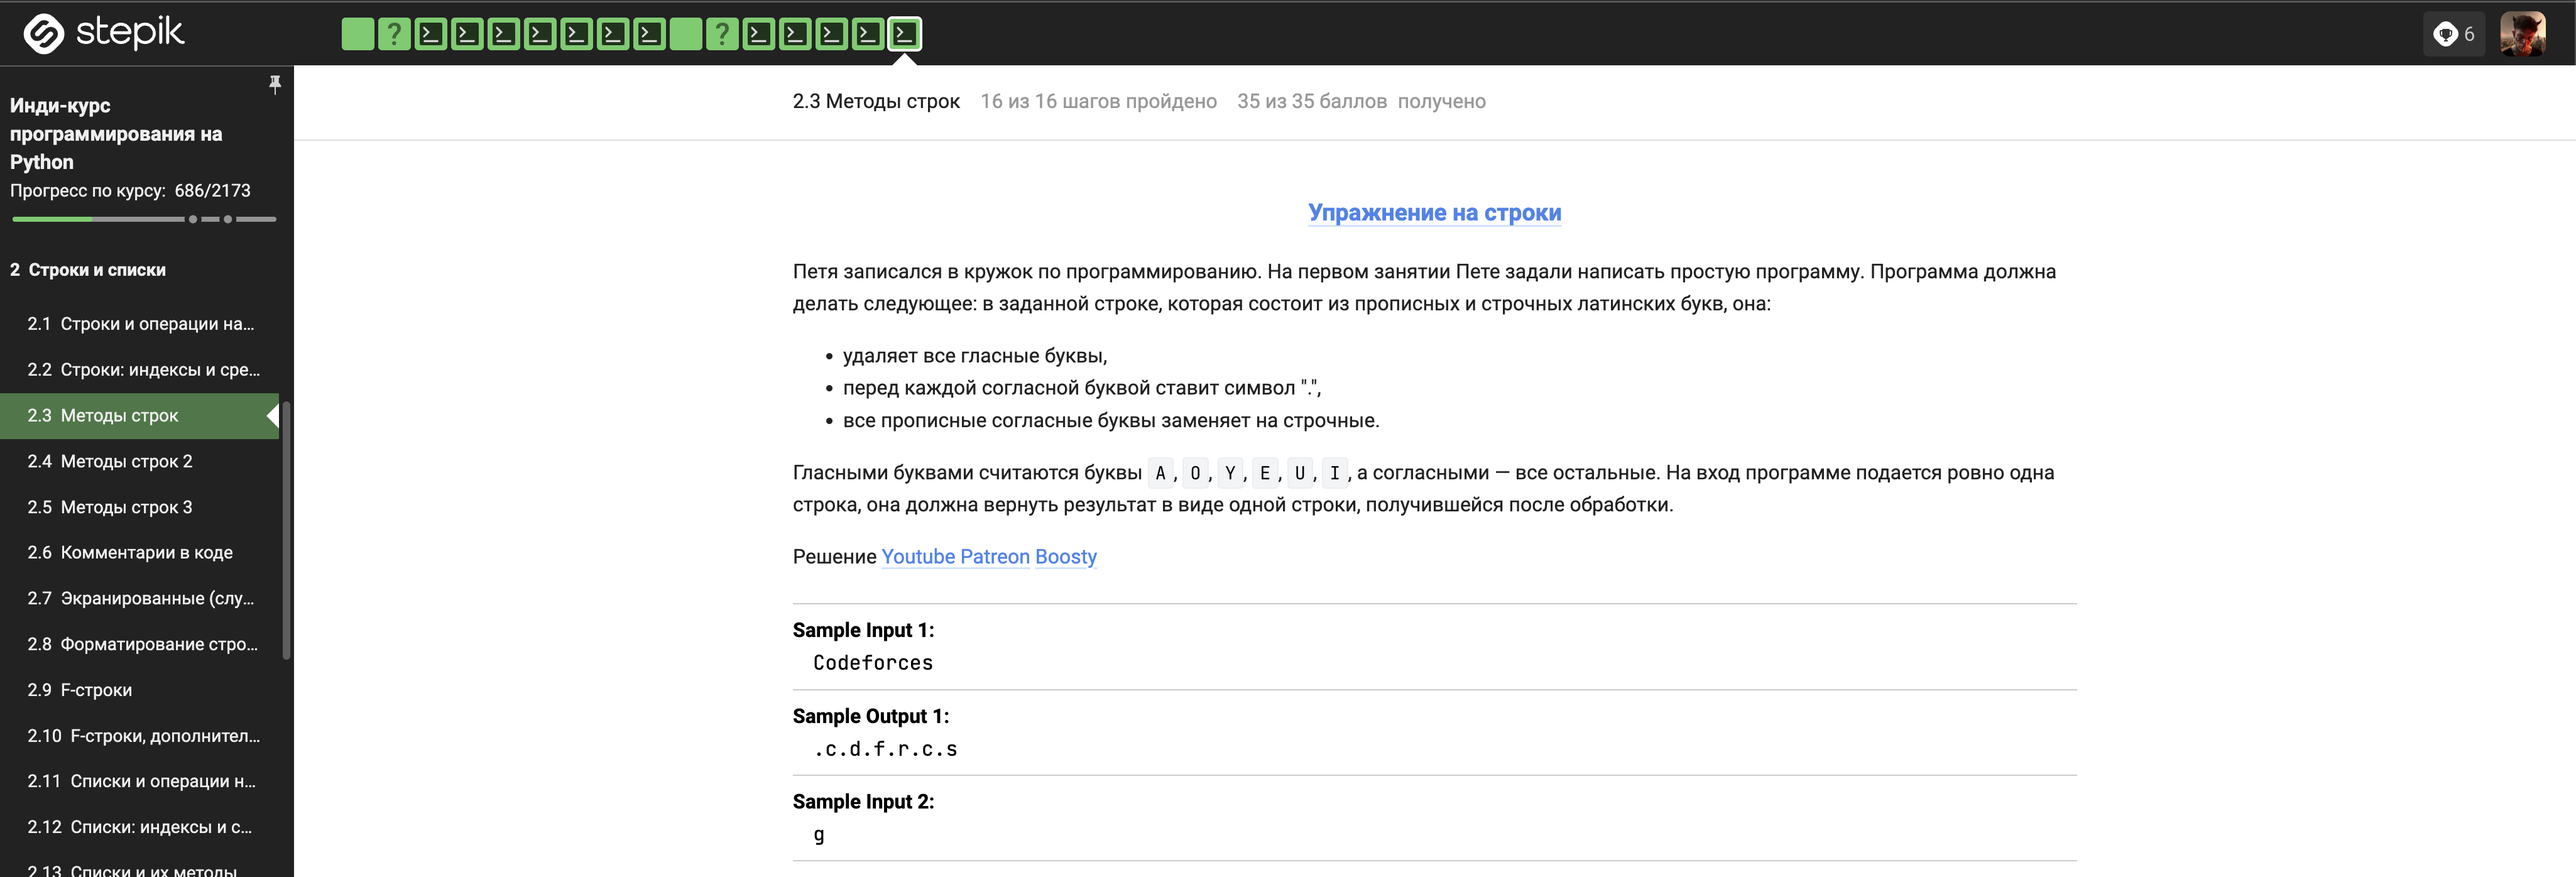 stepik
?
?
6
Инди-курс
программирования на
Python
Прогресс по курсу: 686/2173
2 Строки и списки
2.1 Строки и операции на...
2.2 Строки: индексы и сре...
2.3 Методы строк
2.4 Методы строк 2
2.5 Методы строк 3
2.6 Комментарии в коде
2.7 Экранированные (слу...
2.8 Форматирование стро...
2.9 F-строки
2.10 F-строки, дополнител...
2.11 Списки и операции н...
2.12 Списки: индексы и с...
2.13 Списки и их методы
2.3 Методы строк 16 из 16 шагов пройдено 35 из 35 баллов получено
Упражнение на строки
Петя записался в кружок по программированию. На первом занятии Пете задали написать простую программу. Программа должна
делать следующее: в заданной строке, которая состоит из прописных и строчных латинских букв, она:
• удаляет все гласные буквы,
• перед каждой согласной буквой ставит символ ".",
• все прописные согласные буквы заменяет на строчные.
Гласными буквами считаются буквы A, O, Y, E, U, I, а согласными — все остальные. На вход программе подается ровно одна
строка, она должна вернуть результат в виде одной строки, получившейся после обработки.
Решение Youtube Patreon Boosty
Sample Input 1:
Codeforces
Sample Output 1:
.c.d.f.r.c.s
Sample Input 2:
g